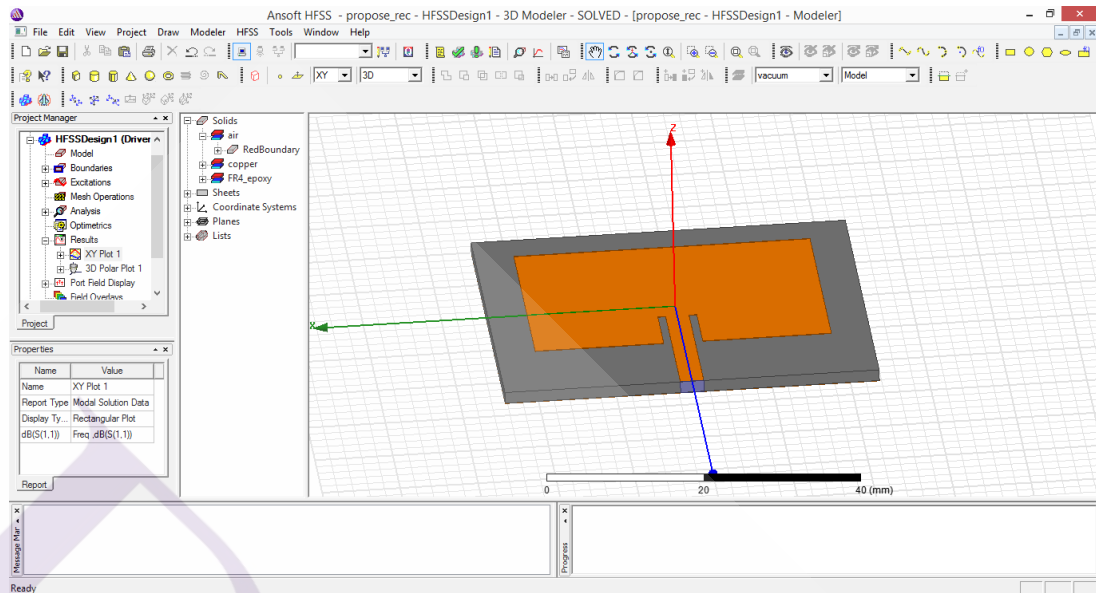 Ansoft HFSS - propose_rec - HFSSDesign1 - 3D Modeler - SOLVED - [propose_rec - HFSSDesign1 - Modeler]
File Edit View Project Draw Modeler HFSS Tools Window Help
XY 3D vacuum Model
Project Manager
HFSSDesign1 (Driver
Model
Boundaries
Excitations
Mesh Operations
Analysis
Optimetrics
Results
XY Plot 1
3D Polar Plot 1
Port Field Display
Field Overlays
Project
Properties
Name Value
Name XY Plot 1
Report Type Modal Solution Data
Display Ty... Rectangular Plot
dB(S(1,1)) Freq ,dB(S(1,1))
Report
Solids
air
RedBoundary
copper
FR4_epoxy
Sheets
Coordinate Systems
Planes
Lists
Z
X
0 20 40 (mm)
Message Mar
Progress
Ready